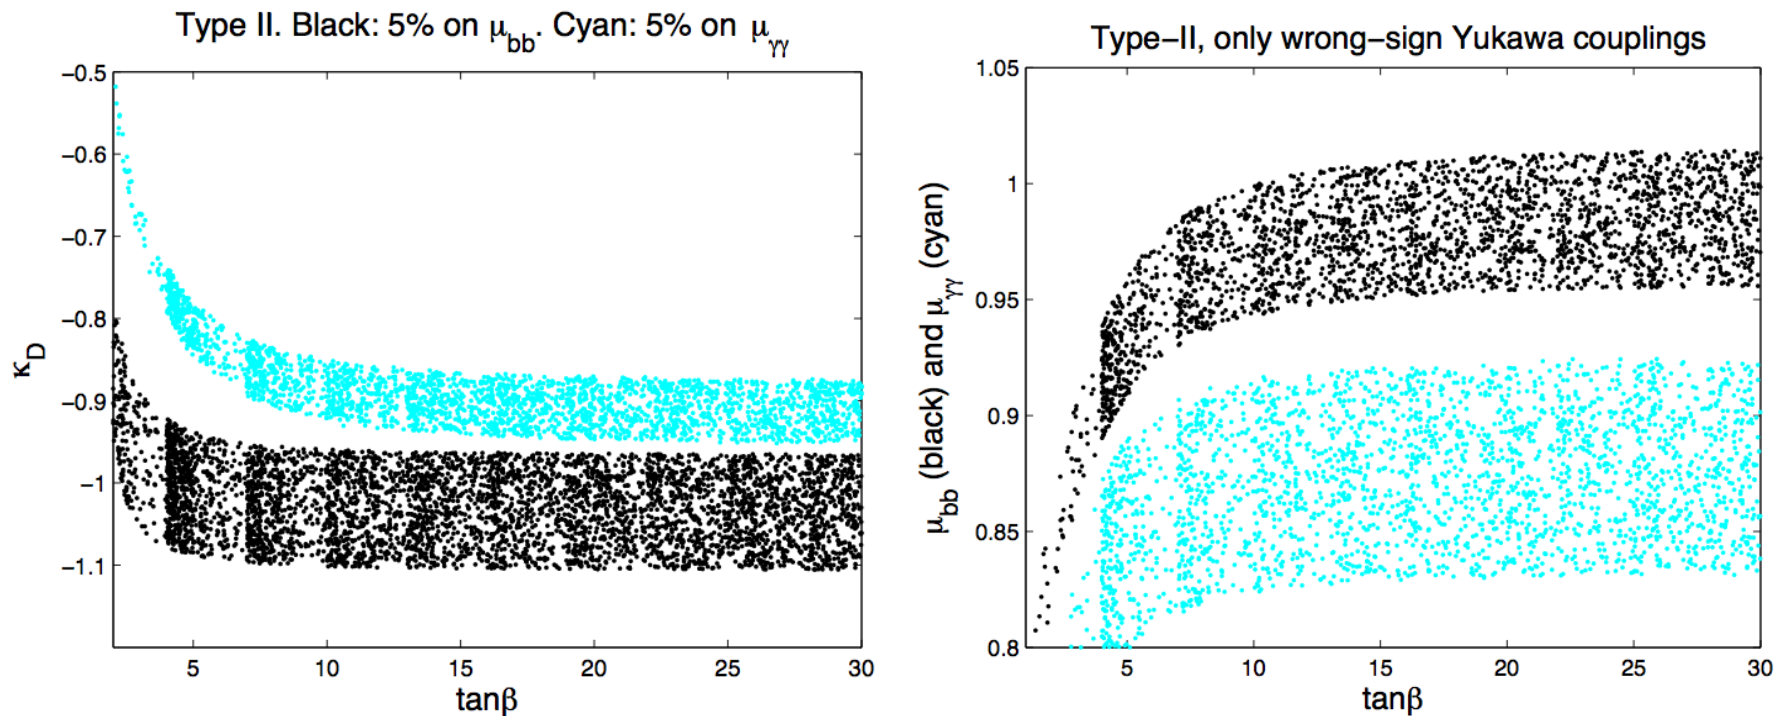 Type II. Black: 5% on μbb. Cyan: 5% on μγγ
−0.5
−0.6
−0.7
−0.8
−0.9
−1
−1.1
κD
5 10 15 20 25 30
tanβ
Type−II, only wrong−sign Yukawa couplings
1.05
1
0.95
0.9
0.85
0.8
μbb (black) and μγγ (cyan)
5 10 15 20 25 30
tanβ